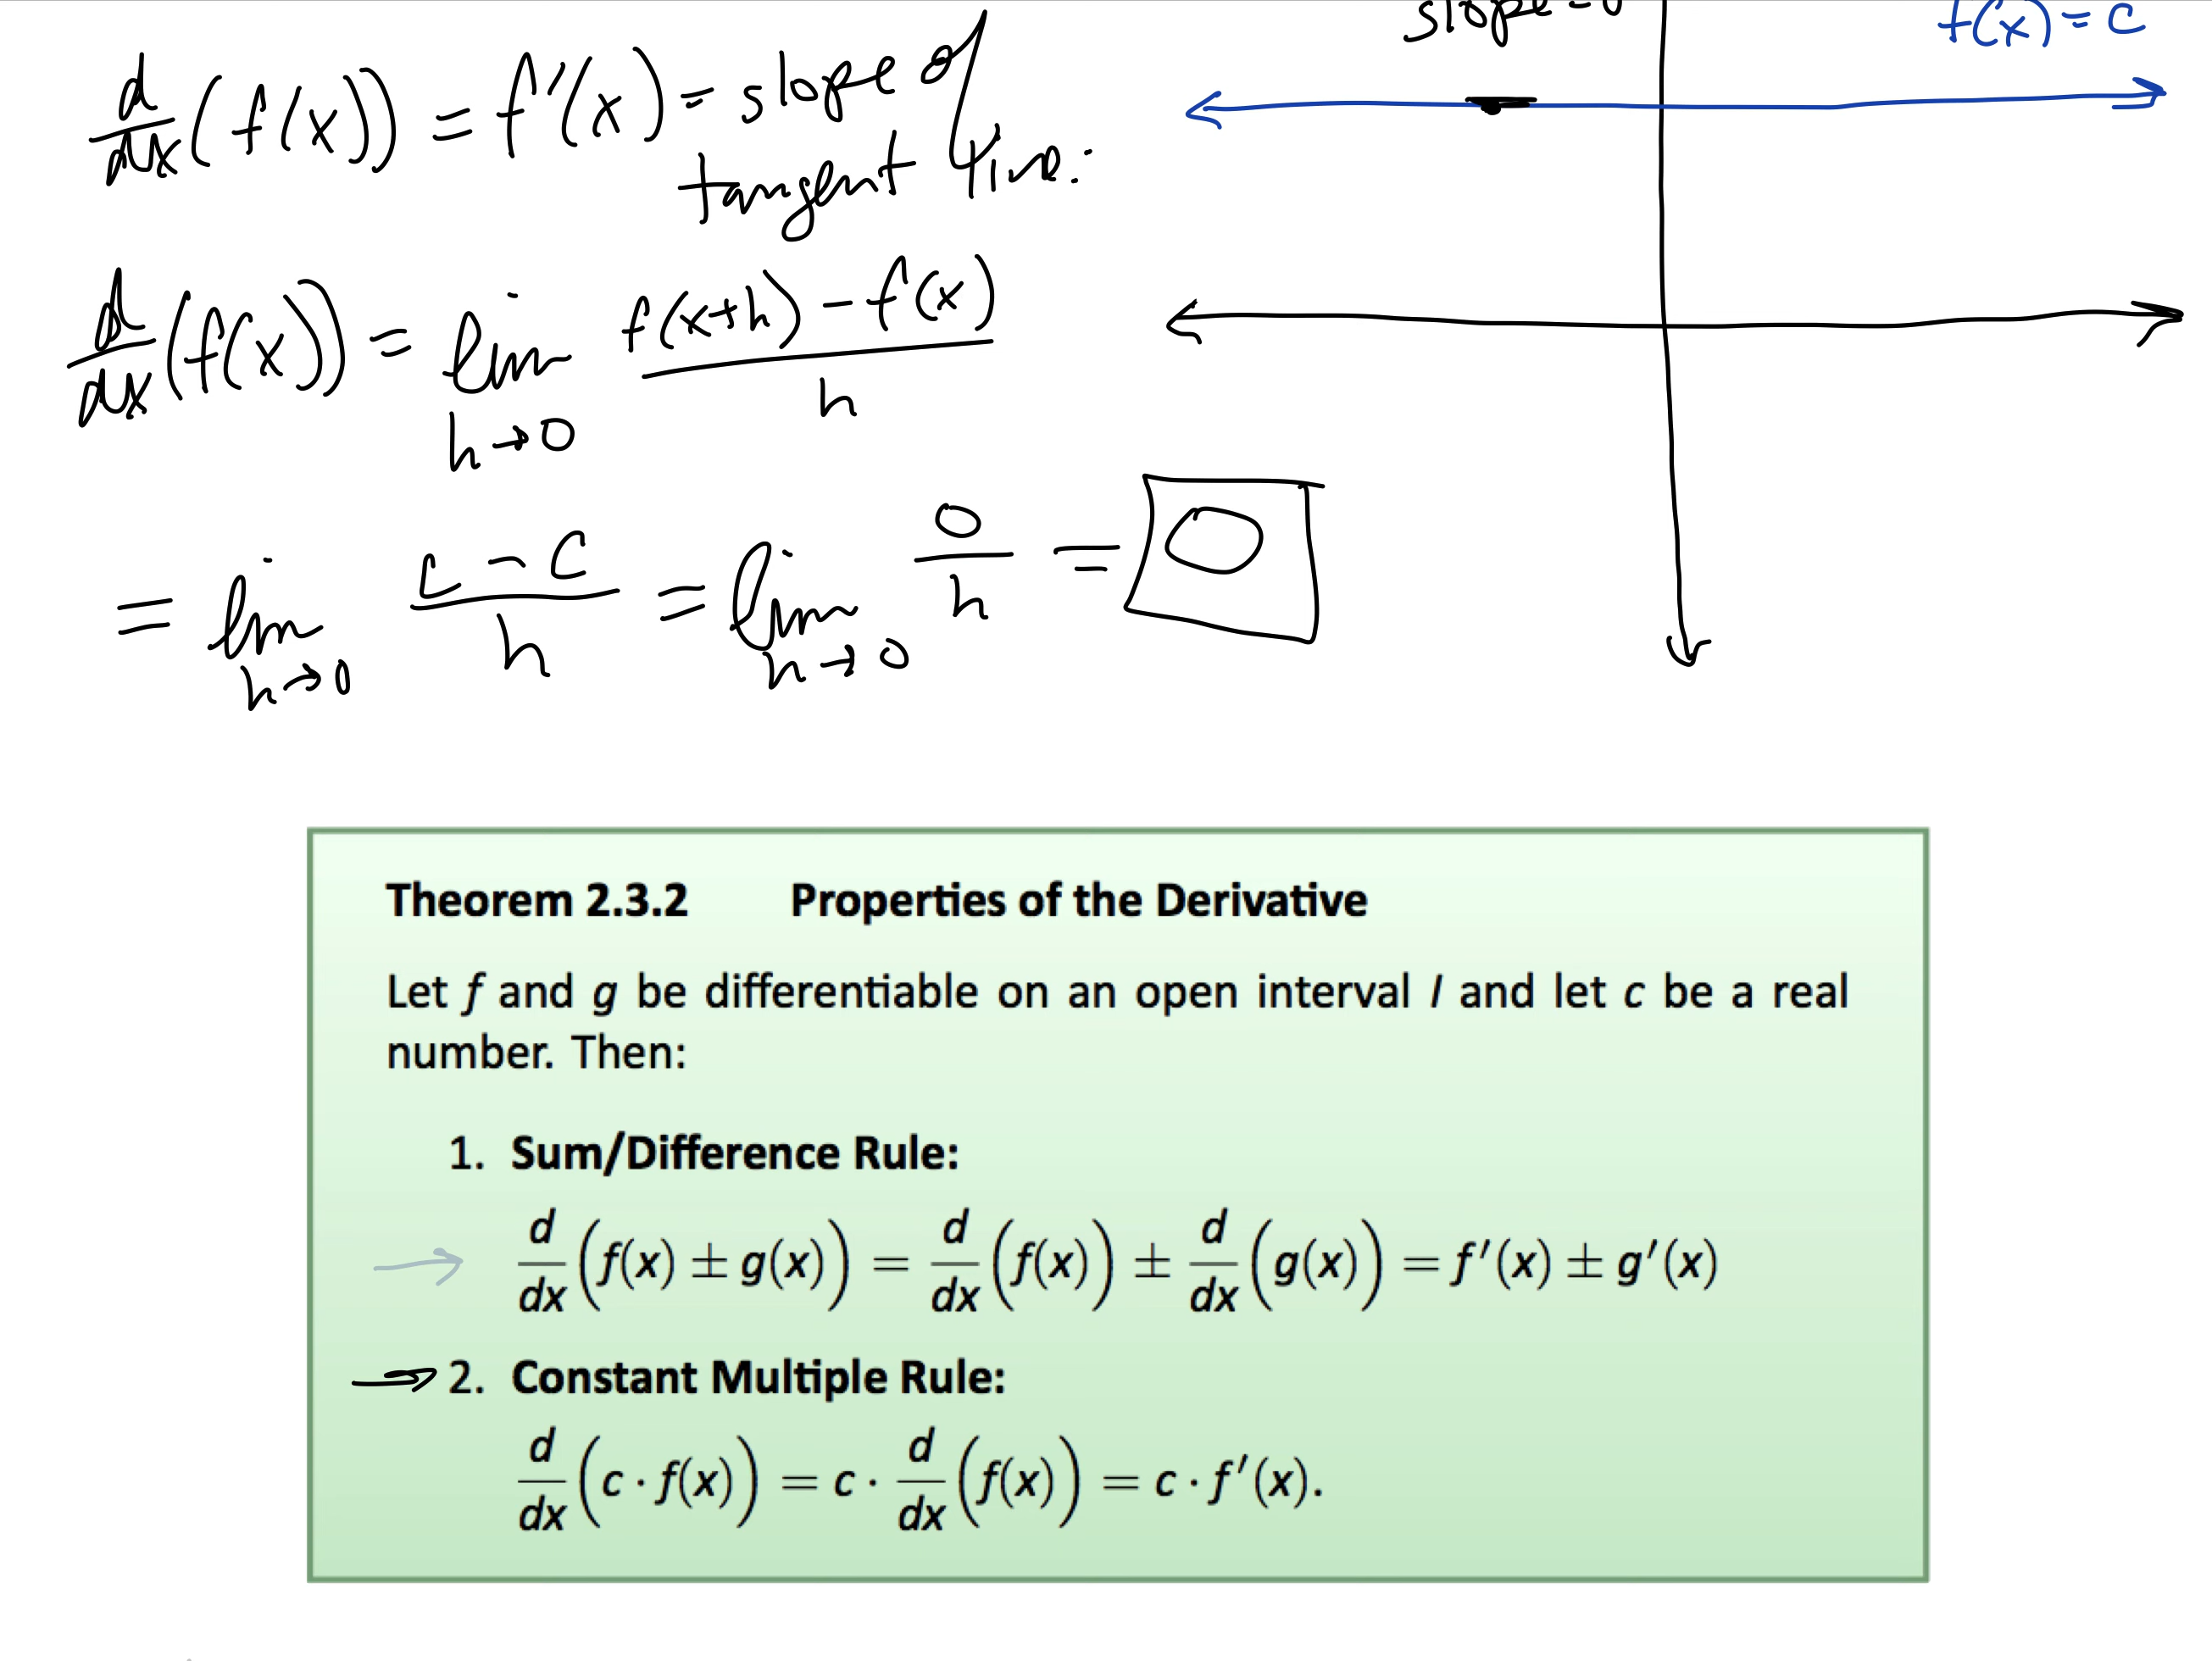 slope = 0
f(x) = c
d/dx (f(x)) = f'(x) = slope of
tangent line.
d/dx (f(x)) = lim h→0 (f(x+h) - f(x)) / h
= lim h→0 (c - c) / h = lim h→0 0/h = 0
Theorem 2.3.2 Properties of the Derivative
Let f and g be differentiable on an open interval I and let c be a real
number. Then:
1. Sum/Difference Rule:
→ d/dx (f(x) ± g(x)) = d/dx (f(x)) ± d/dx (g(x)) = f'(x) ± g'(x)
→ 2. Constant Multiple Rule:
d/dx (c · f(x)) = c · d/dx (f(x)) = c · f'(x).